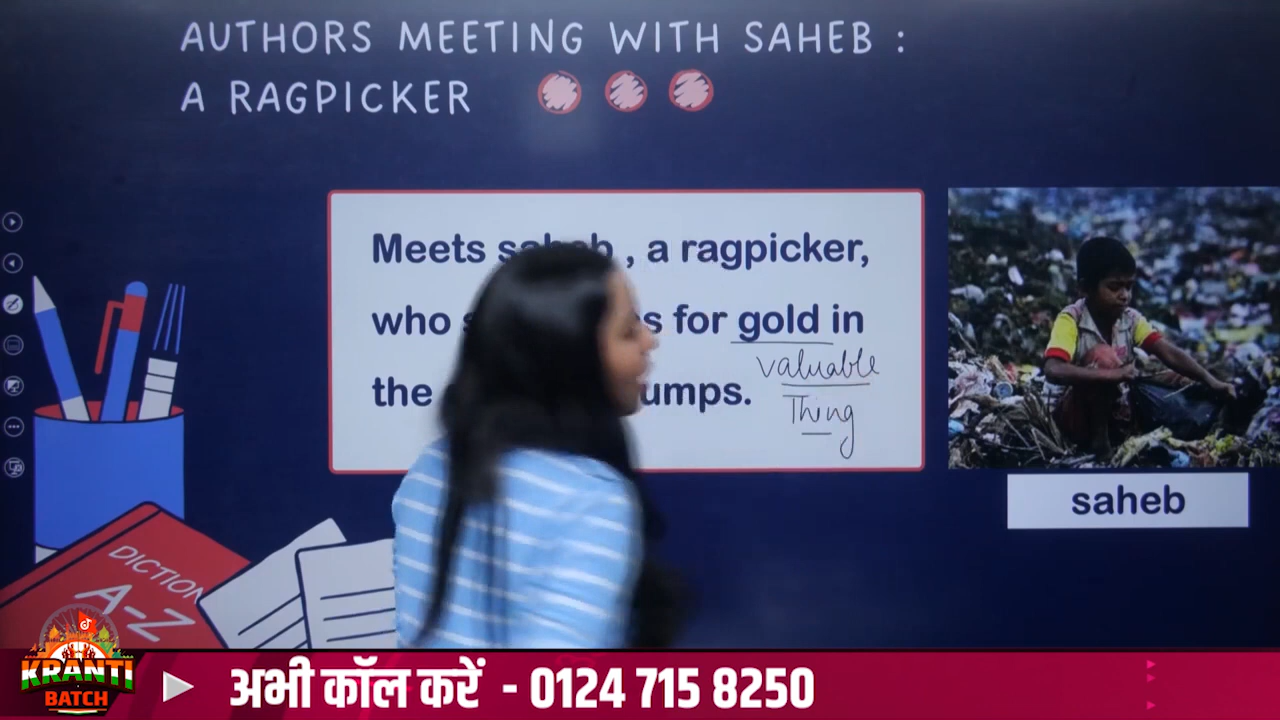 AUTHORS MEETING WITH SAHEB :
A RAGPICKER
Meets saheb , a ragpicker,
who for gold in
valuable
the umps.
Thing
saheb
DICTION
A-Z
KRANTI
BATCH
अभी कॉल करें - 0124 715 8250